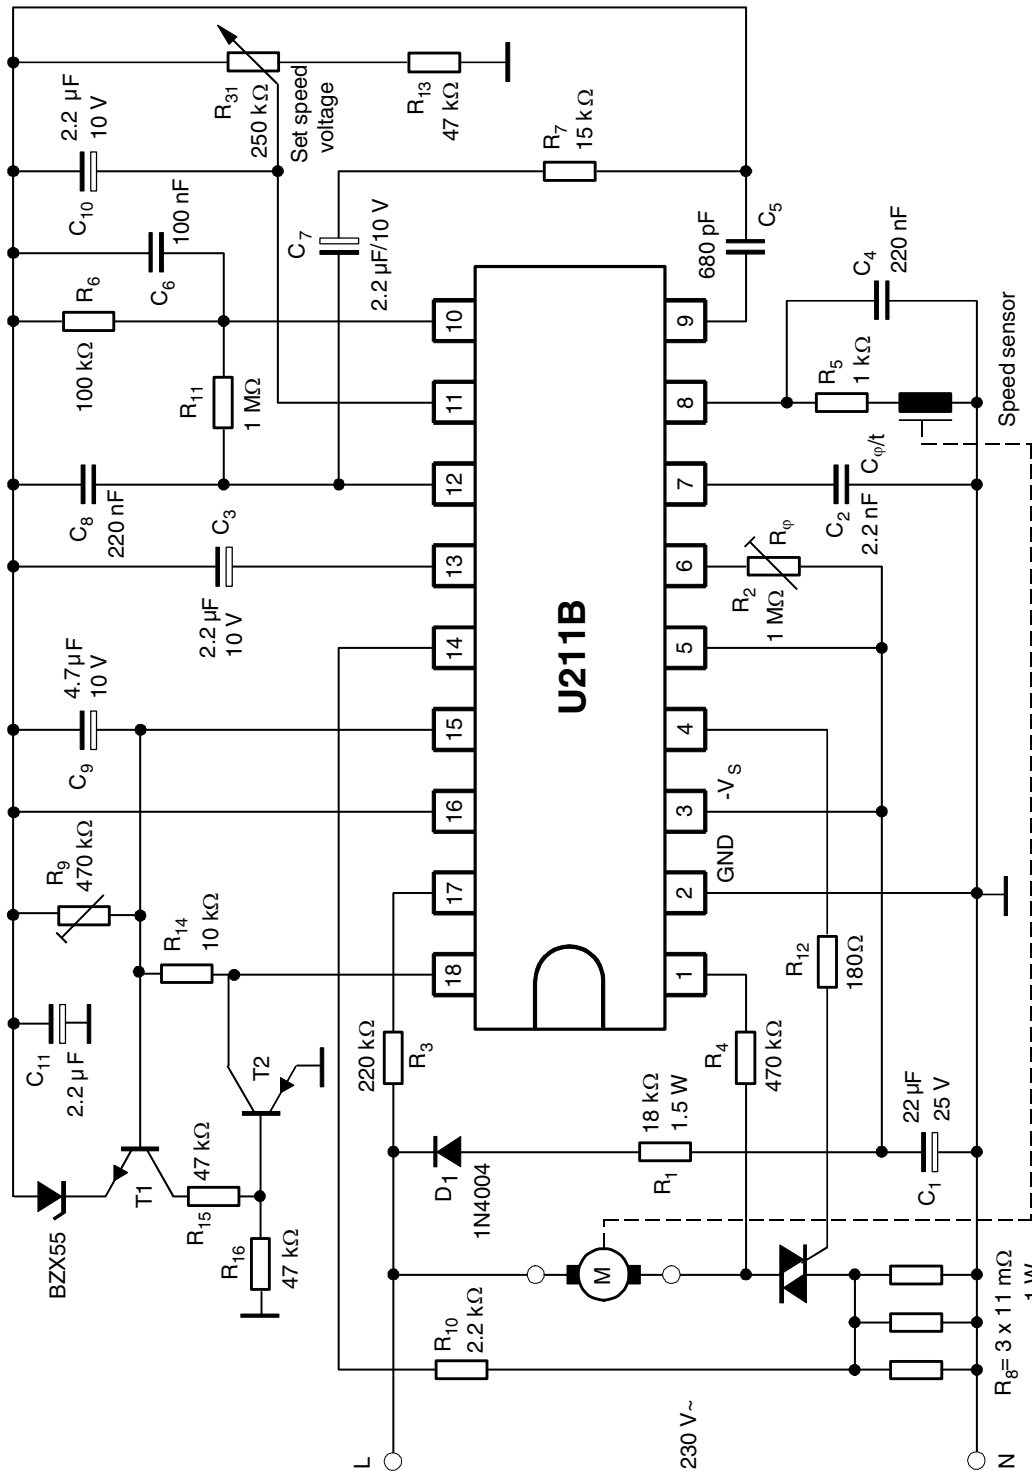 L
230 V~
N
R10
2.2 kΩ
R8= 3 x 11 mΩ
1 W
M
BZX55
T1
R15
47 kΩ
R16
47 kΩ
T2
C11
2.2 µF
R9
470 kΩ
R14
10 kΩ
C9
4.7µF
10 V
2.2 µF
10 V
C3
C8
220 nF
R11
1 MΩ
R6
100 kΩ
C6
100 nF
C10
2.2 µF
10 V
R31
250 kΩ
Set speed
voltage
R13
47 kΩ
C7
2.2 µF/10 V
R7
15 kΩ
220 kΩ
R3
D1
1N4004
18 kΩ
1.5 W
R1
R4
470 kΩ
18
17
16
15
14
13
12
11
10
U211B
1
2
3
4
5
6
7
8
9
GND
-VS
R12
180Ω
22 µF
25 V
C1
R2
1 MΩ
Rφ
C2
2.2 nF
Cφ/t
R5
1 kΩ
680 pF
C5
C4
220 nF
Speed sensor